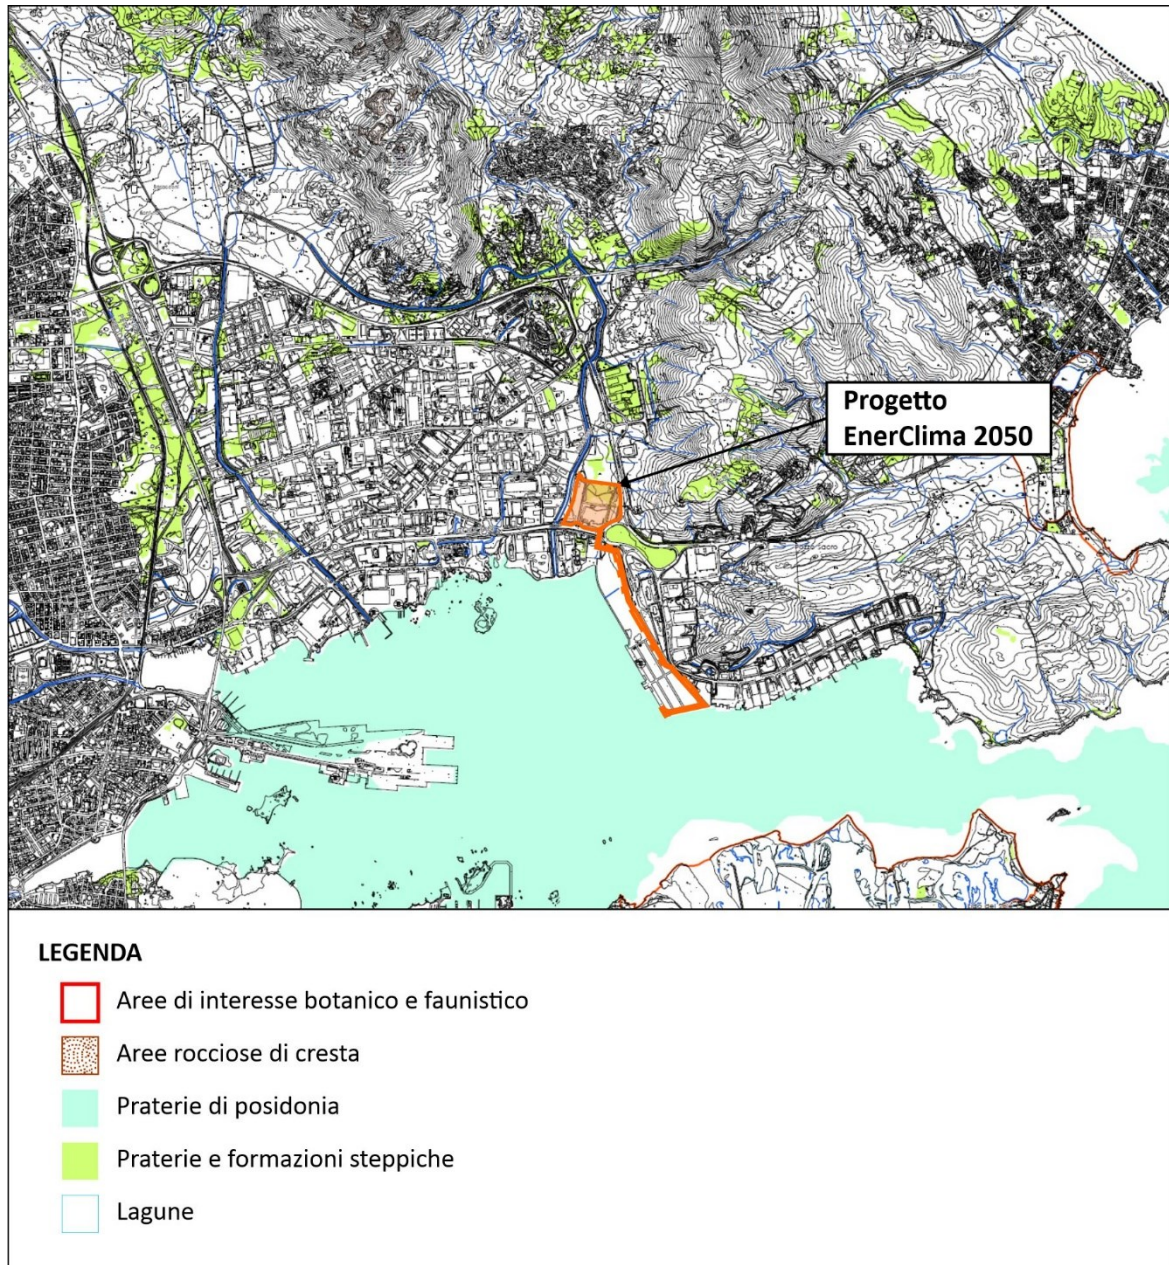 Progetto
EnerClima 2050
LEGENDA
Aree di interesse botanico e faunistico
Aree rocciose di cresta
Praterie di posidonia
Praterie e formazioni steppiche
Lagune